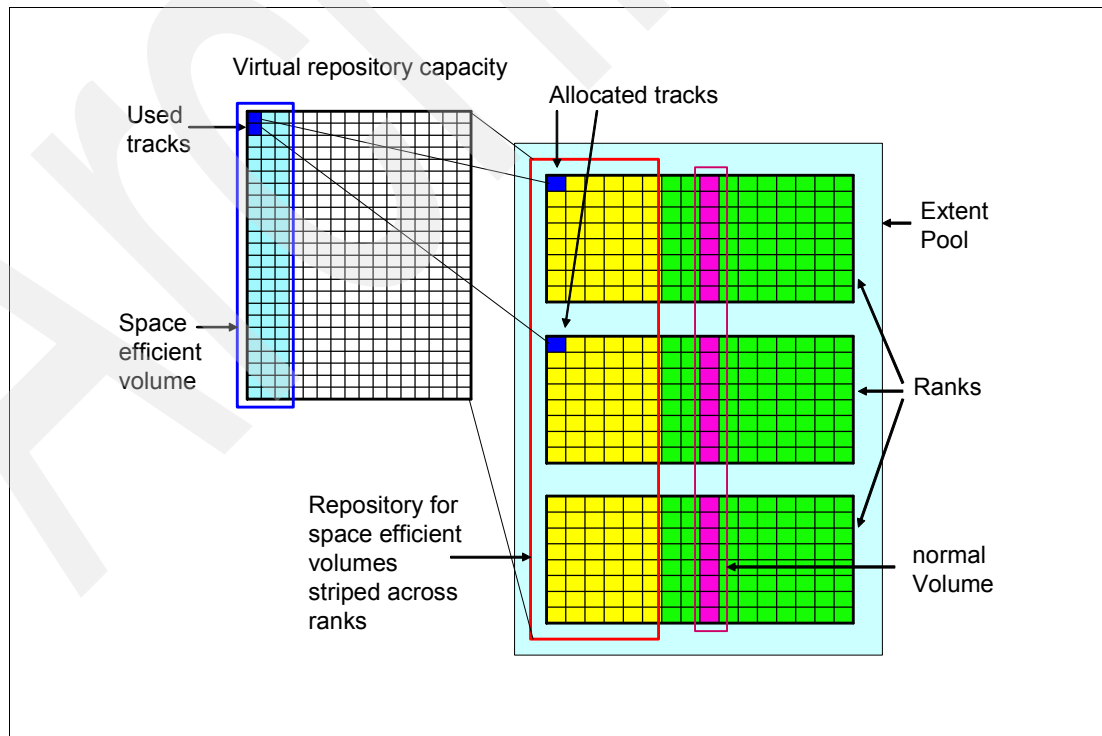 Virtual repository capacity
Allocated tracks
Used
tracks
Extent
Pool
Space
efficient
volume
Ranks
Repository for
space efficient
volumes
striped across
ranks
normal
Volume